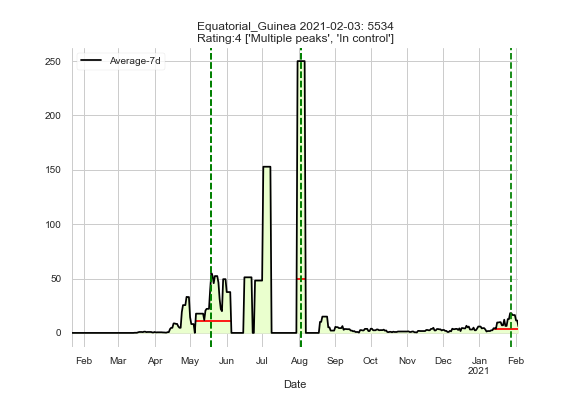 Equatorial_Guinea 2021-02-03: 5534
Rating:4 ['Multiple peaks', 'In control']
Average-7d
250
200
150
100
50
0
Feb Mar Apr May Jun Jul Aug Sep Oct Nov Dec Jan Feb
2021
Date